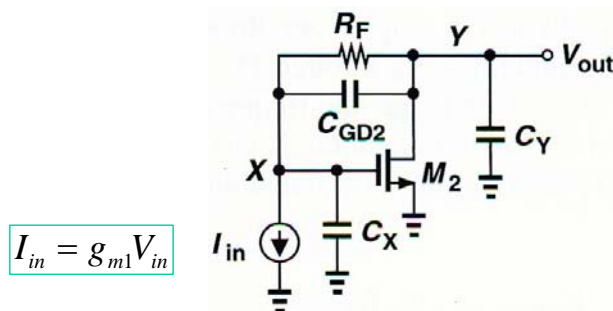 R_F
Y
V_out
C_GD2
C_Y
X
M_2
I_in = g_m1 V_in
I_in
C_X